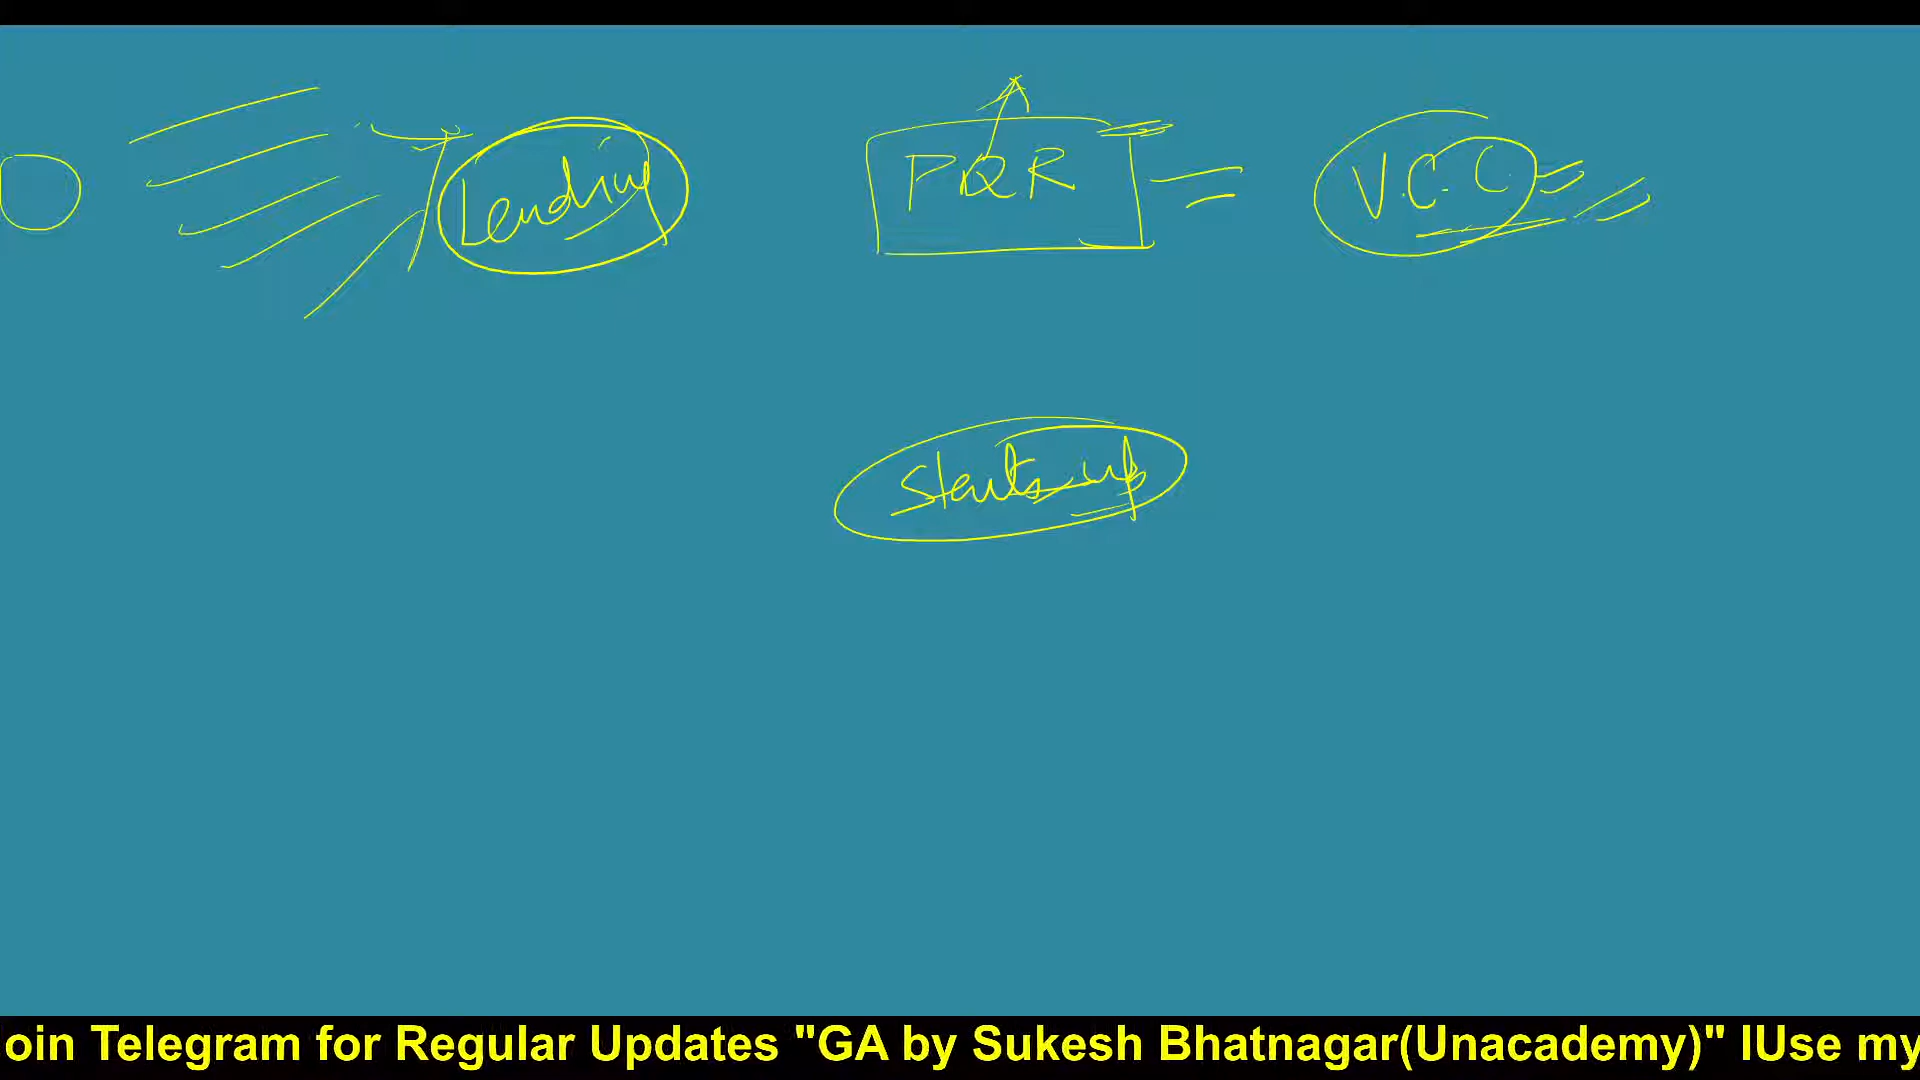 Lending PQR V.C.C
Starts-up
oin Telegram for Regular Updates "GA by Sukesh Bhatnagar(Unacademy)" IUse my